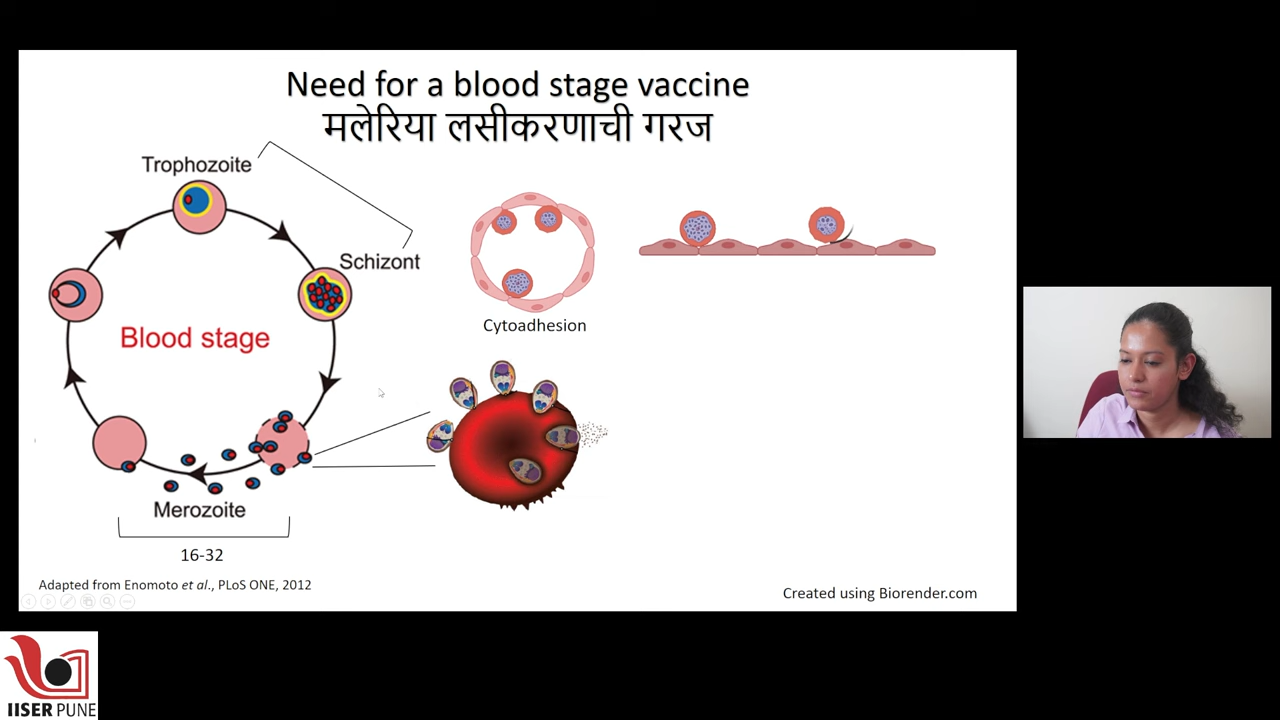 Need for a blood stage vaccine
मलेरिया लसीकरणाची गरज
Trophozoite
Schizont
Blood stage
Cytoadhesion
Merozoite
16-32
Adapted from Enomoto et al., PLoS ONE, 2012
Created using Biorender.com
IISER PUNE